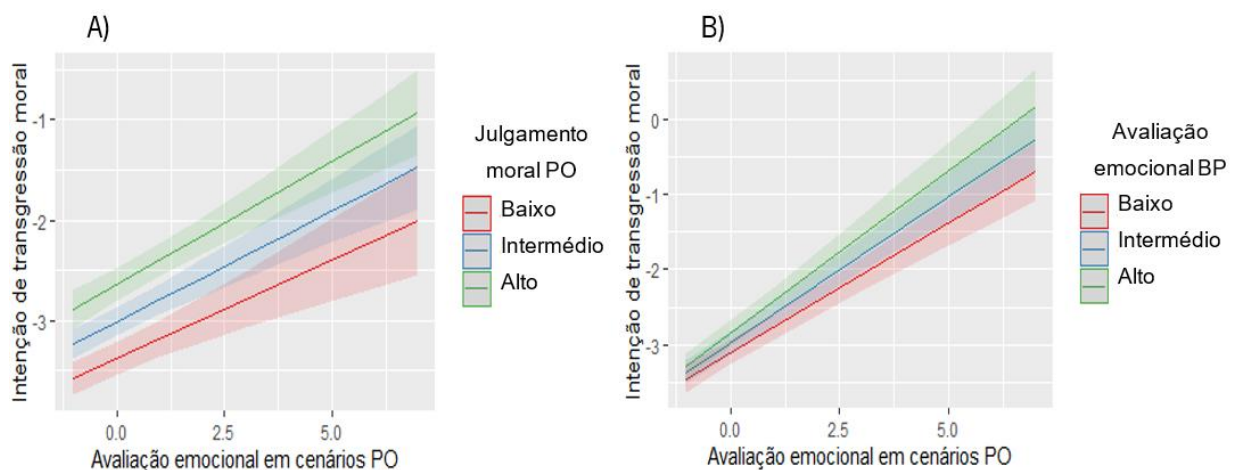 A)
Intenção de transgressão moral
-1
-2
-3
0.0
2.5
5.0
Avaliação emocional em cenários PO
Julgamento
moral PO
Baixo
Intermédio
Alto
B)
Intenção de transgressão moral
0
-1
-2
-3
0.0
2.5
5.0
Avaliação emocional em cenários PO
Avaliação
emocional BP
Baixo
Intermédio
Alto